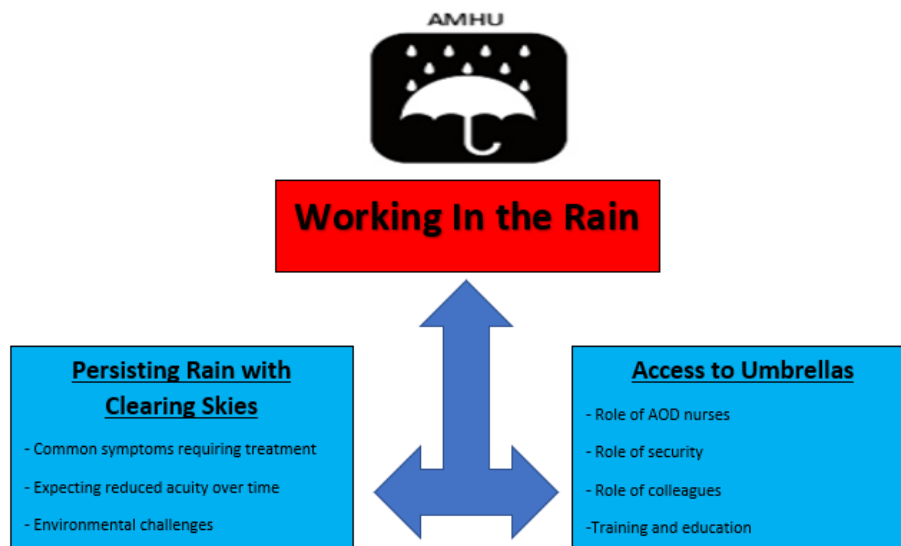 AMHU
Working In the Rain
Persisting Rain with
Clearing Skies
- Common symptoms requiring treatment
- Expecting reduced acuity over time
- Environmental challenges
Access to Umbrellas
- Role of AOD nurses
- Role of security
- Role of colleagues
-Training and education